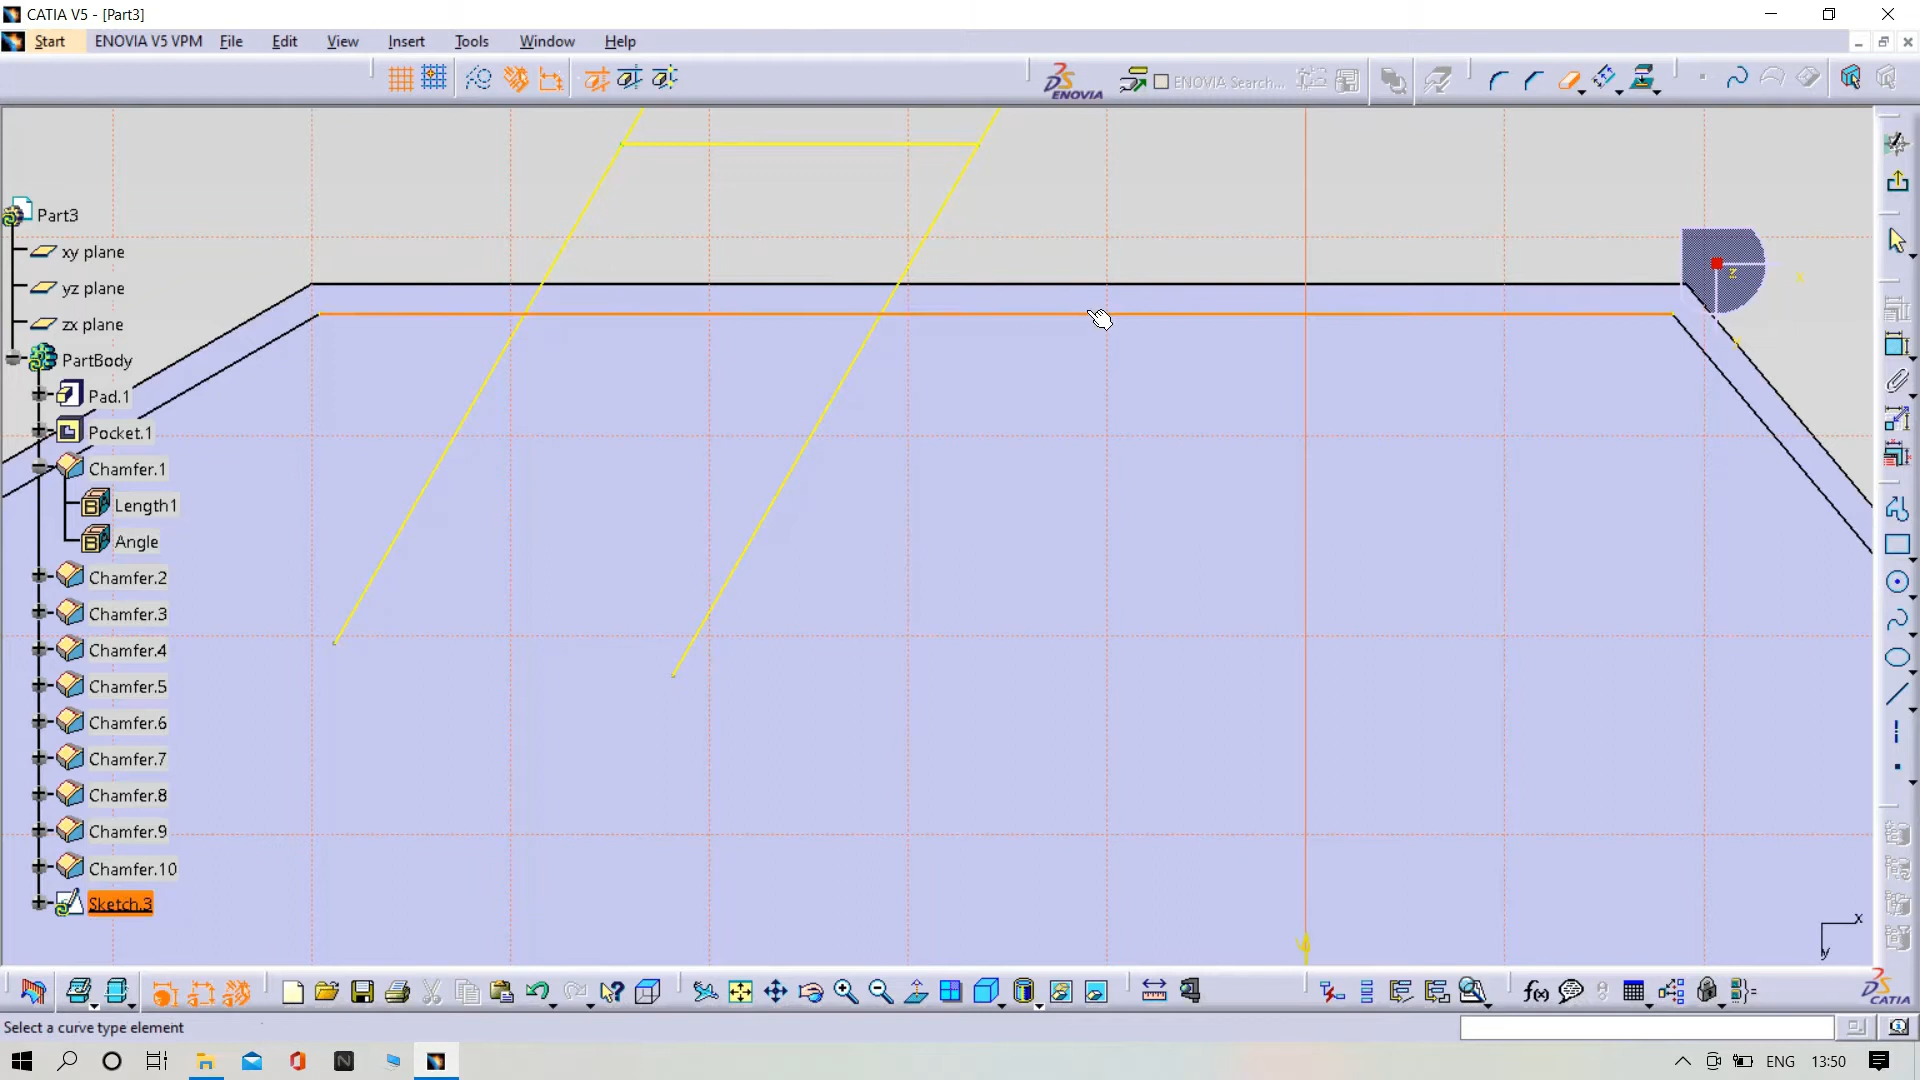 CATIA V5 - [Part3]
Start ENOVIA V5 VPM File Edit View Insert Tools Window Help
ENOVIA
ENOVIA Search...
Part3
xy plane
yz plane
zx plane
PartBody
Pad.1
Pocket.1
Chamfer.1
Length1
Angle
Chamfer.2
Chamfer.3
Chamfer.4
Chamfer.5
Chamfer.6
Chamfer.7
Chamfer.8
Chamfer.9
Chamfer.10
Sketch.3
z
x
y
x
y
f(x)
CATIA
Select a curve type element
ENG 13:50